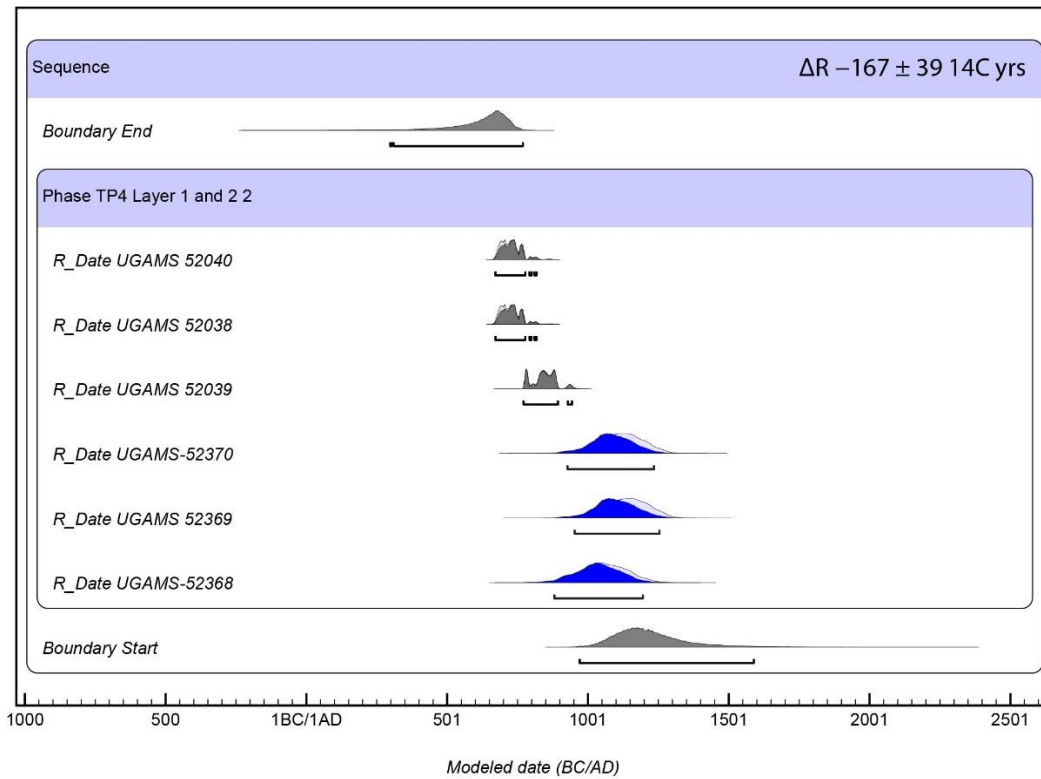 Sequence
ΔR −167 ± 39 14C yrs
Boundary End
Phase TP4 Layer 1 and 2 2
R_Date UGAMS 52040
R_Date UGAMS 52038
R_Date UGAMS 52039
R_Date UGAMS-52370
R_Date UGAMS 52369
R_Date UGAMS-52368
Boundary Start
1000 500 1BC/1AD 501 1001 1501 2001 2501
Modeled date (BC/AD)